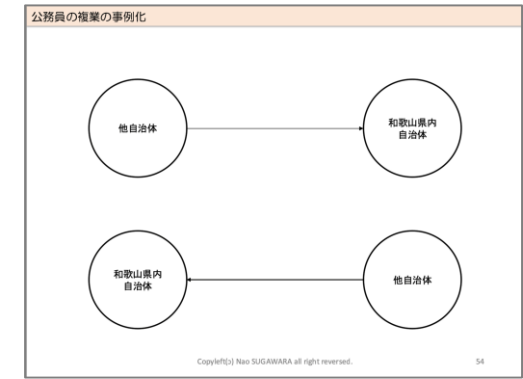 公務員の複業の事例化
他自治体
和歌山県内
自治体
和歌山県内
自治体
他自治体
Copyleft(ɔ) Nao SUGAWARA all right reversed.
54